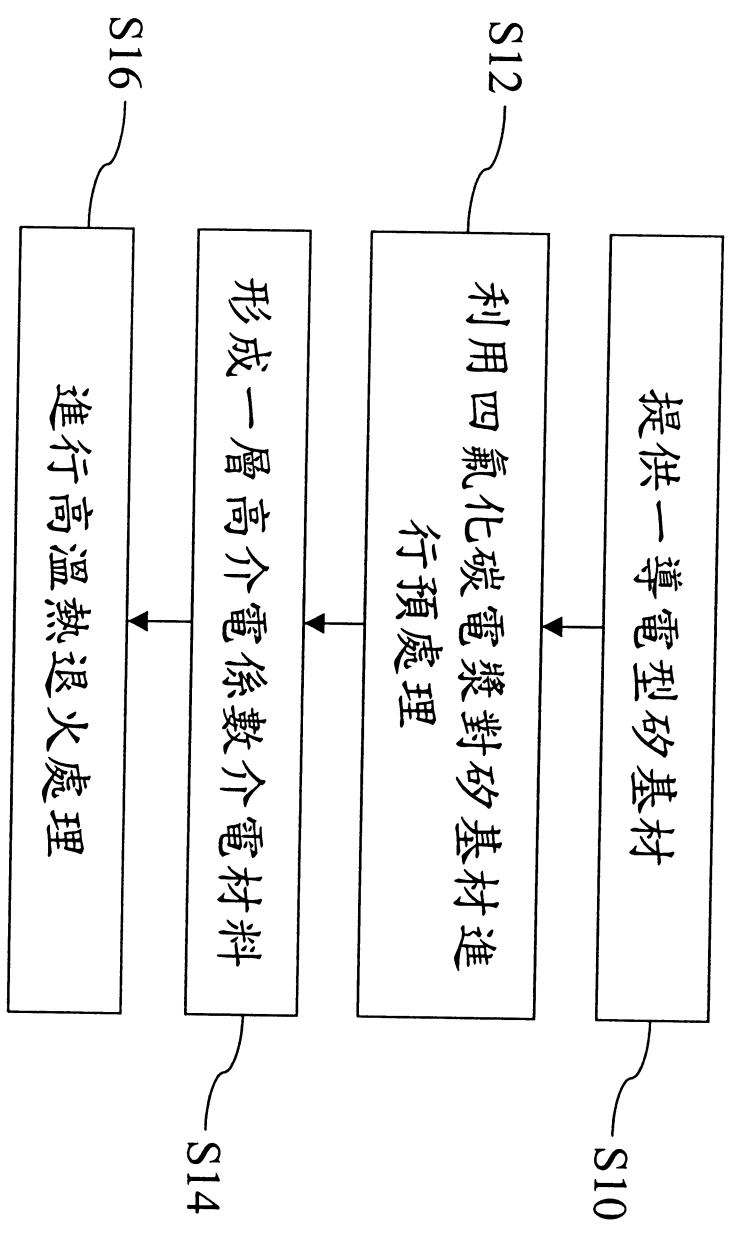 提供一導電型矽基材
S10
S12
利用四氟化碳電漿對矽基材進
行預處理
形成一層高介電係數介電材料
S14
S16
進行高溫熱退火處理